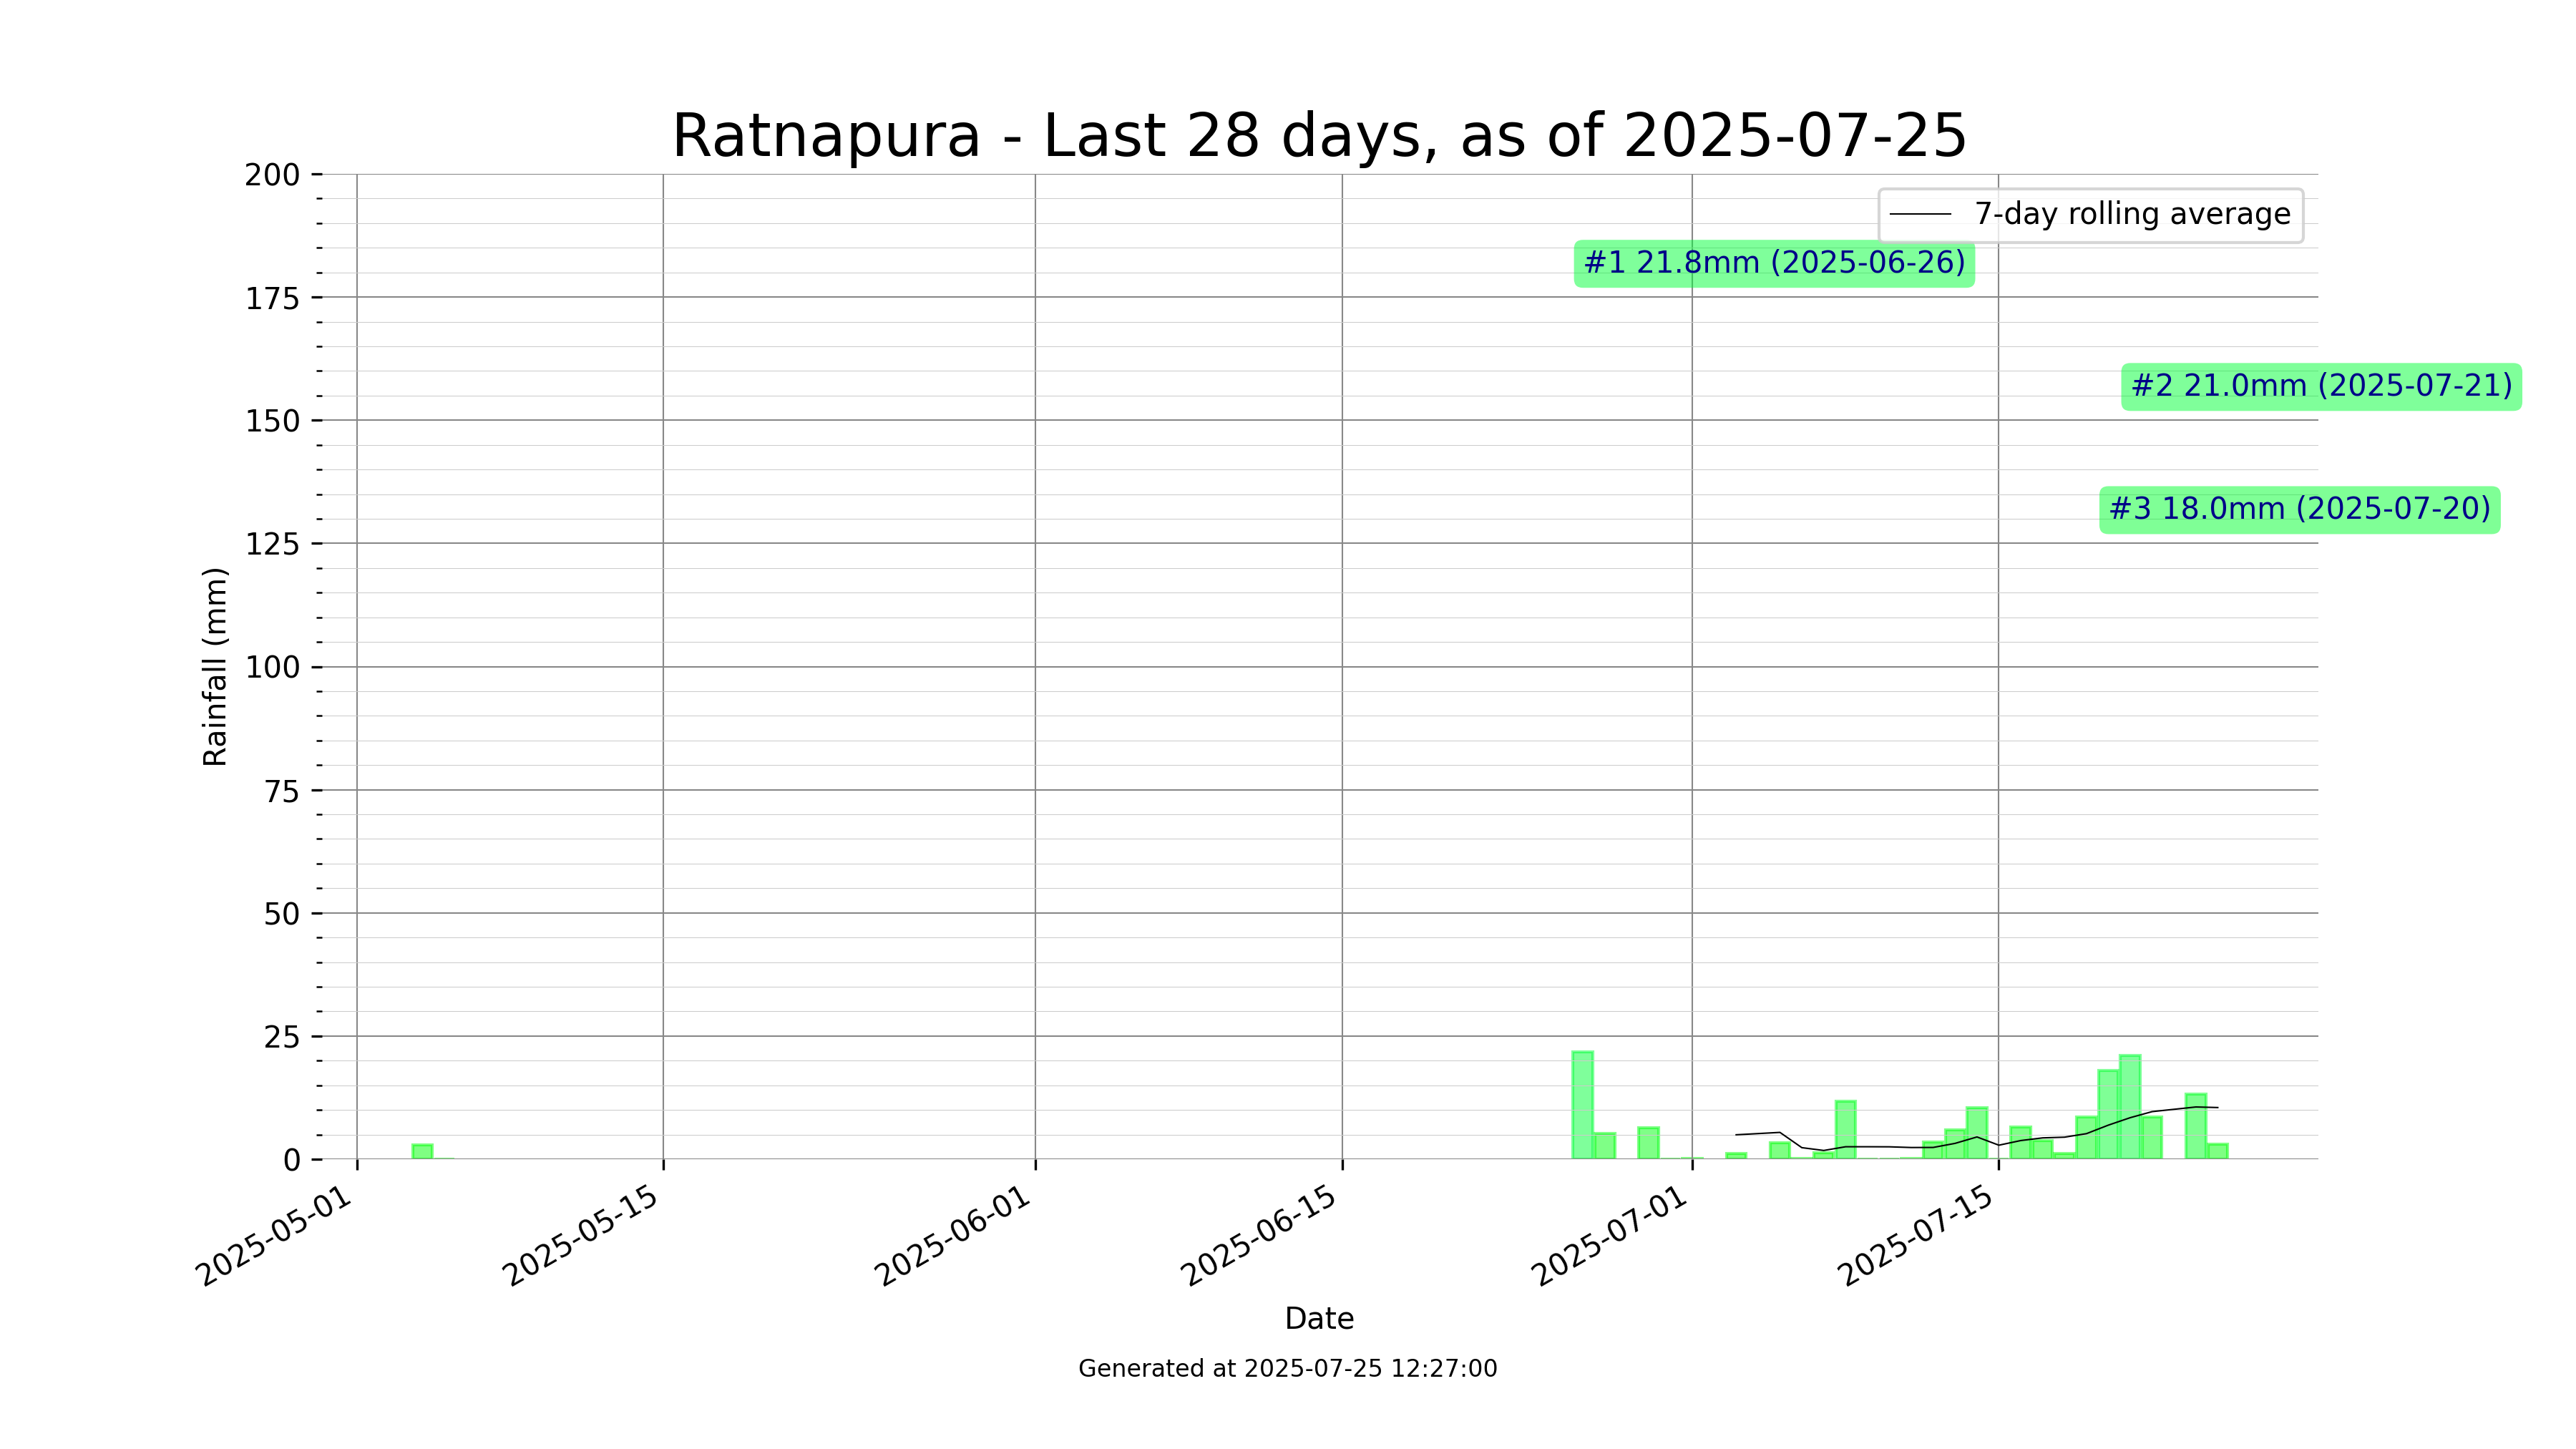 Ratnapura - Last 28 days, as of 2025-07-25
7-day rolling average
#1 21.8mm (2025-06-26)
#2 21.0mm (2025-07-21)
#3 18.0mm (2025-07-20)
Rainfall (mm)
200
175
150
125
100
75
50
25
0
2025-05-01
2025-05-15
2025-06-01
2025-06-15
2025-07-01
2025-07-15
Date
Generated at 2025-07-25 12:27:00